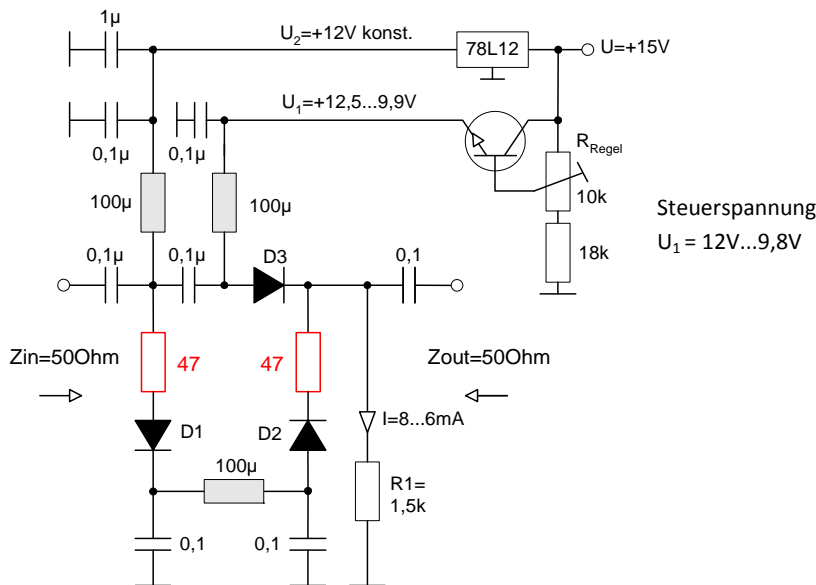 1µ
U₂=+12V konst.
78L12
U=+15V
U₁=+12,5...9,9V
0,1µ
0,1µ
R_Regel
10k
100µ
100µ
18k
Steuerspannung
U₁ = 12V...9,8V
0,1µ
0,1µ
D3
0,1
Zin=50Ohm
47
47
Zout=50Ohm
D1
D2
I=8...6mA
100µ
R1=
1,5k
0,1
0,1